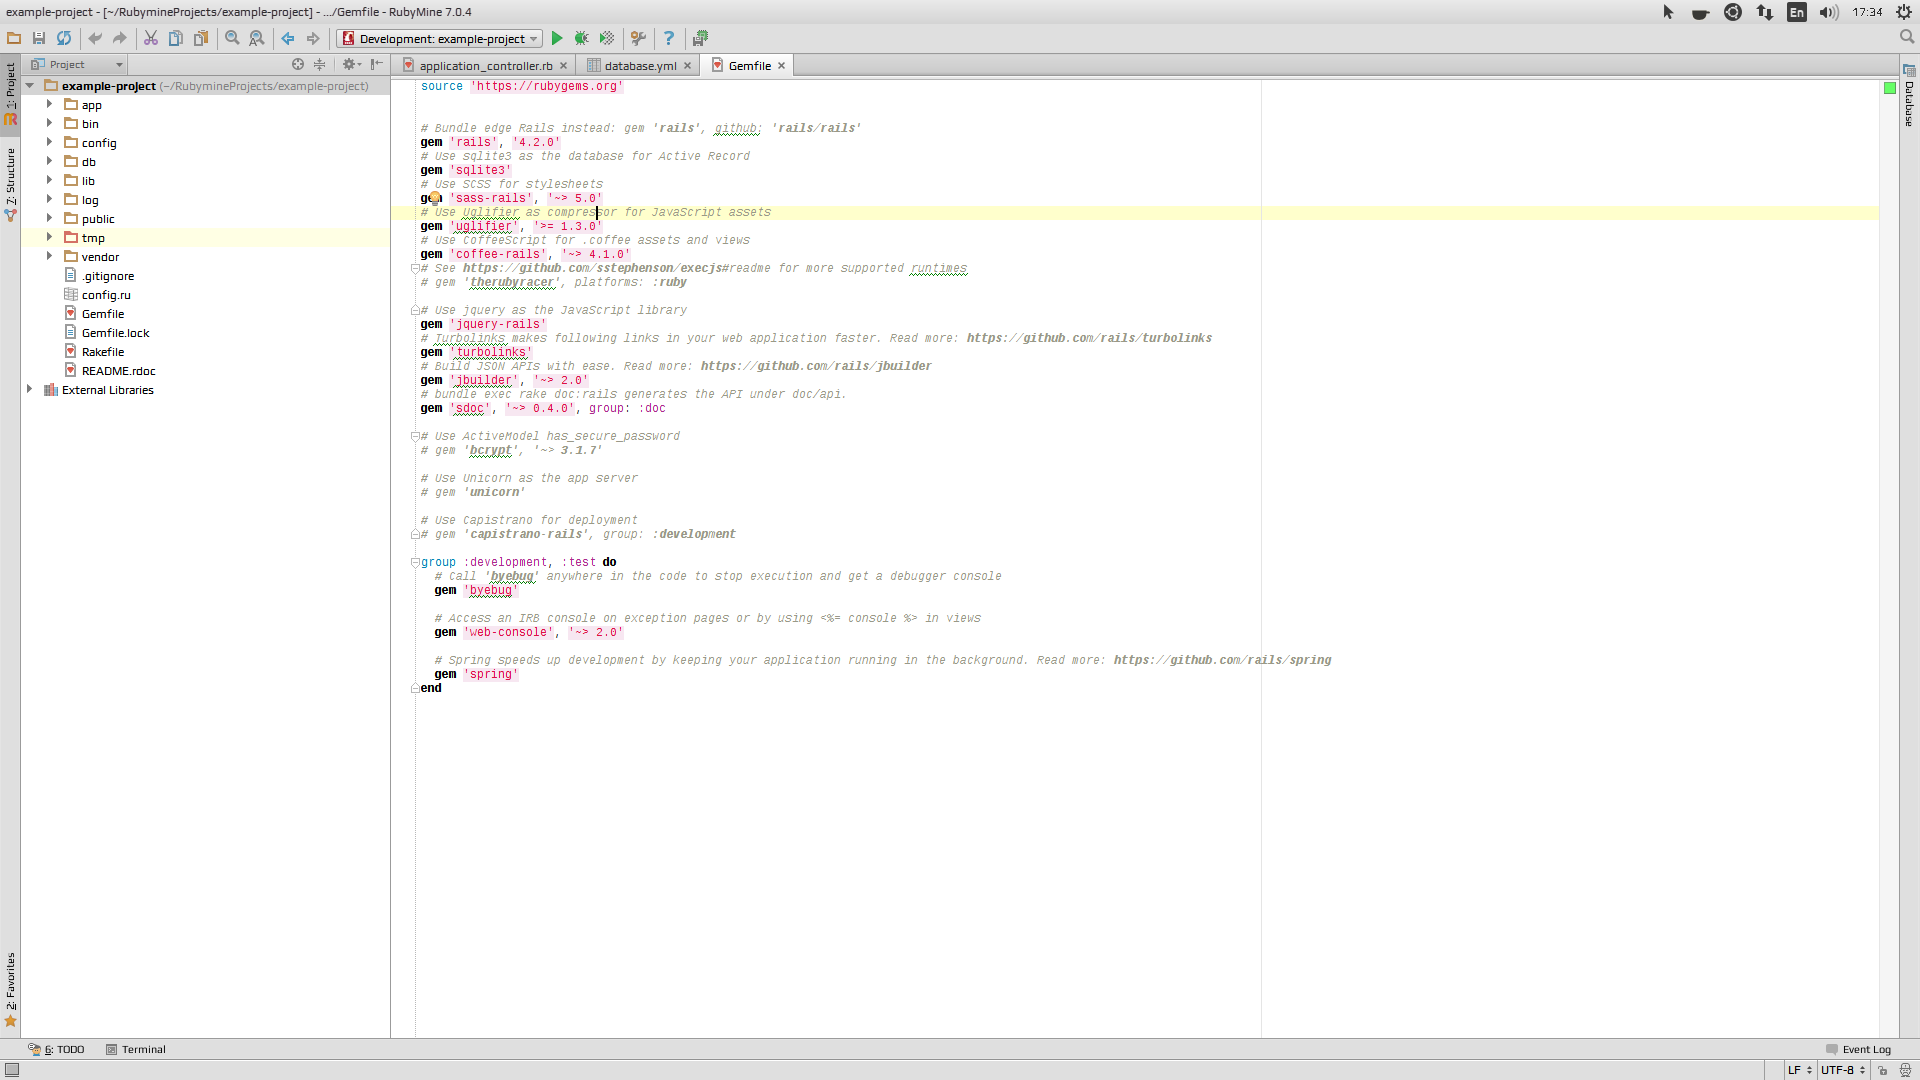 example-project - [~/RubymineProjects/example-project] - .../Gemfile - RubyMine 7.0.4
En
17:34
Development: example-project
1: Project
7: Structure
2: Favorites
Database
Project
example-project (~/RubymineProjects/example-project)
app
bin
config
db
lib
log
public
tmp
vendor
.gitignore
config.ru
Gemfile
Gemfile.lock
Rakefile
README.rdoc
External Libraries
application_controller.rb
database.yml
Gemfile
source 'https://rubygems.org'
# Bundle edge Rails instead: gem 'rails', github: 'rails/rails'
gem 'rails', '4.2.0'
# Use sqlite3 as the database for Active Record
gem 'sqlite3'
# Use SCSS for stylesheets
gem 'sass-rails', '~> 5.0'
# Use Uglifier as compressor for JavaScript assets
gem 'uglifier', '>= 1.3.0'
# Use CoffeeScript for .coffee assets and views
gem 'coffee-rails', '~> 4.1.0'
# See https://github.com/sstephenson/execjs#readme for more supported runtimes
# gem 'therubyracer', platforms: :ruby
# Use jquery as the JavaScript library
gem 'jquery-rails'
# Turbolinks makes following links in your web application faster. Read more: https://github.com/rails/turbolinks
gem 'turbolinks'
# Build JSON APIs with ease. Read more: https://github.com/rails/jbuilder
gem 'jbuilder', '~> 2.0'
# bundle exec rake doc:rails generates the API under doc/api.
gem 'sdoc', '~> 0.4.0', group: :doc
# Use ActiveModel has_secure_password
# gem 'bcrypt', '~> 3.1.7'
# Use Unicorn as the app server
# gem 'unicorn'
# Use Capistrano for deployment
# gem 'capistrano-rails', group: :development
group :development, :test do
# Call 'byebug' anywhere in the code to stop execution and get a debugger console
gem 'byebug'
# Access an IRB console on exception pages or by using <%= console %> in views
gem 'web-console', '~> 2.0'
# Spring speeds up development by keeping your application running in the background. Read more: https://github.com/rails/spring
gem 'spring'
end
6: TODO
Terminal
Event Log
LF
UTF-8